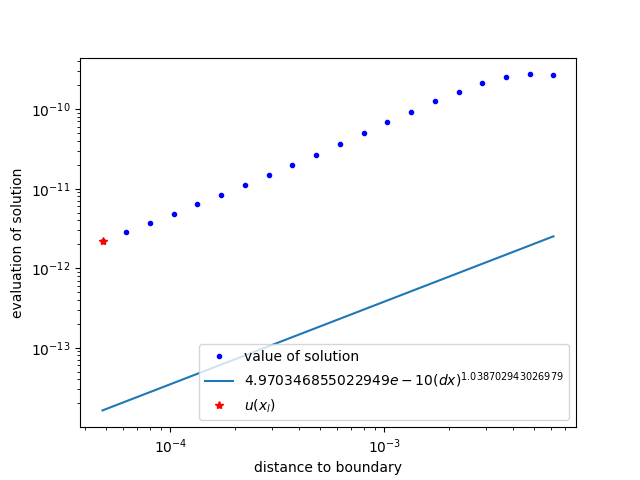 10⁻¹⁰
10⁻¹¹
10⁻¹²
10⁻¹³
evaluation of solution
value of solution
4.970346855022949e − 10(dx)^1.038702943026979
u(x_I)
10⁻⁴ 10⁻³
distance to boundary